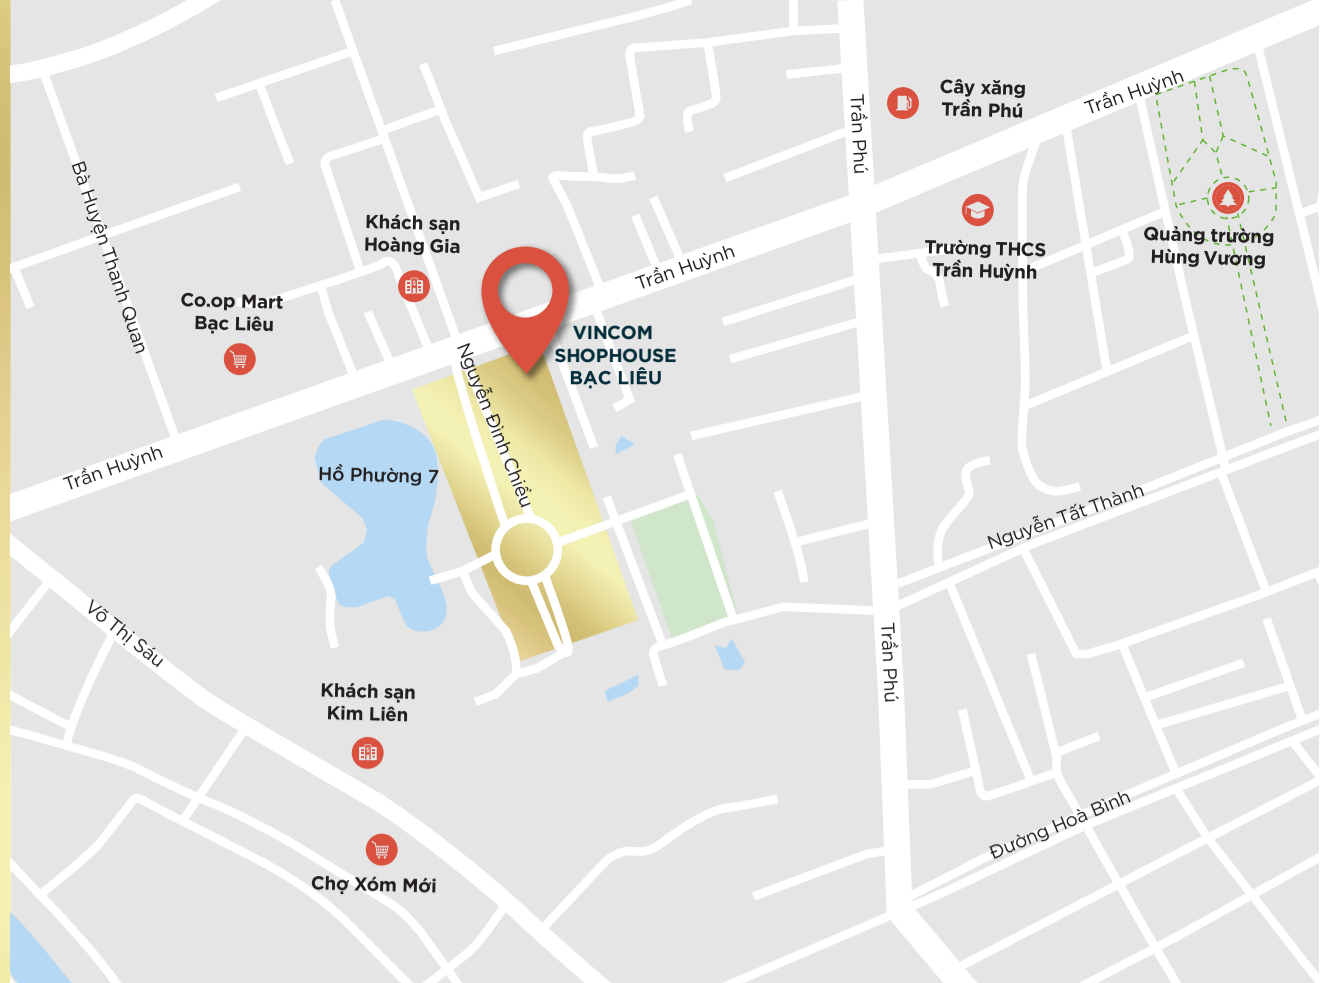 Cây xăng
Trần Phú
Trần Huỳnh
Trần Phú
Bà Huyện Thanh Quan
Khách sạn
Hoàng Gia
Trường THCS
Trần Huỳnh
Quảng trường
Hùng Vương
Trần Huỳnh
Co.op Mart
Bạc Liêu
VINCOM
SHOPHOUSE
BẠC LIÊU
Nguyễn Đình Chiểu
Trần Huỳnh
Hồ Phường 7
Nguyễn Tất Thành
Võ Thị Sáu
Trần Phú
Khách sạn
Kim Liên
Đường Hoà Bình
Chợ Xóm Mới